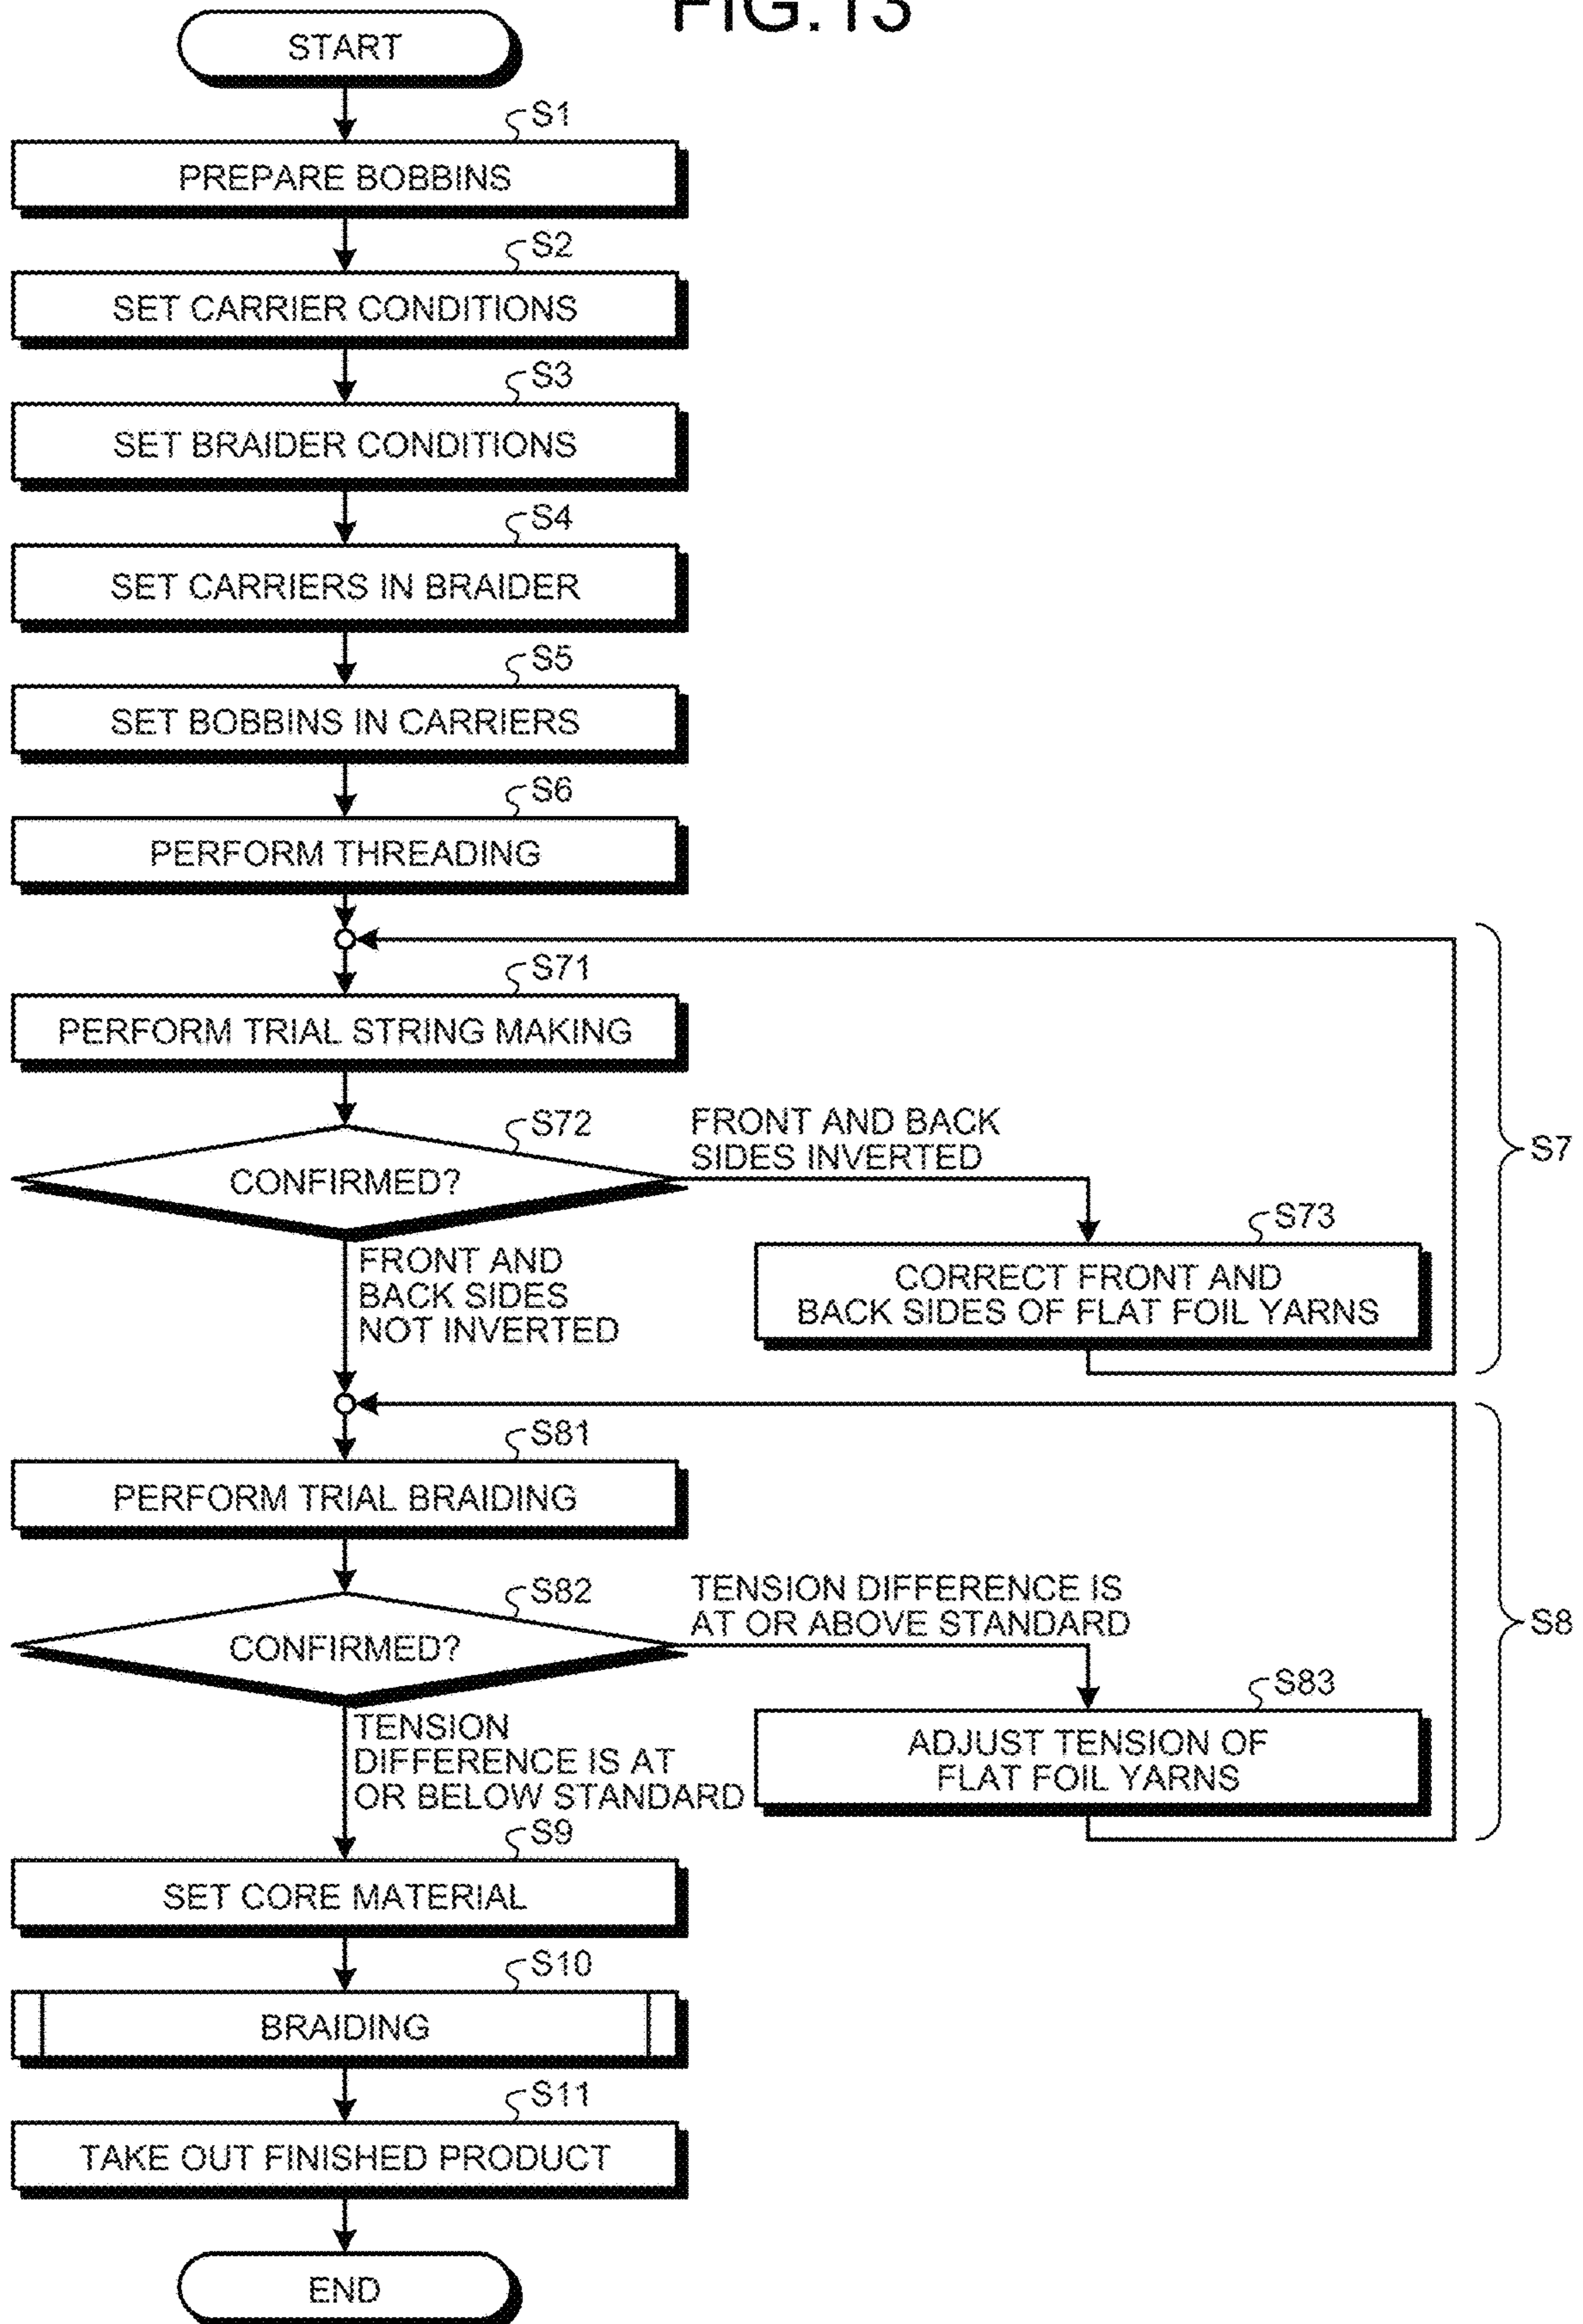 FIG.13
START
S1
PREPARE BOBBINS
S2
SET CARRIER CONDITIONS
S3
SET BRAIDER CONDITIONS
S4
SET CARRIERS IN BRAIDER
S5
SET BOBBINS IN CARRIERS
S6
PERFORM THREADING
S71
PERFORM TRIAL STRING MAKING
S72
CONFIRMED?
FRONT AND BACK
SIDES INVERTED
S7
S73
CORRECT FRONT AND
BACK SIDES OF FLAT FOIL YARNS
FRONT AND
BACK SIDES
NOT INVERTED
S81
PERFORM TRIAL BRAIDING
S82
CONFIRMED?
TENSION DIFFERENCE IS
AT OR ABOVE STANDARD
S8
S83
ADJUST TENSION OF
FLAT FOIL YARNS
TENSION
DIFFERENCE IS AT
OR BELOW STANDARD
S9
SET CORE MATERIAL
S10
BRAIDING
S11
TAKE OUT FINISHED PRODUCT
END